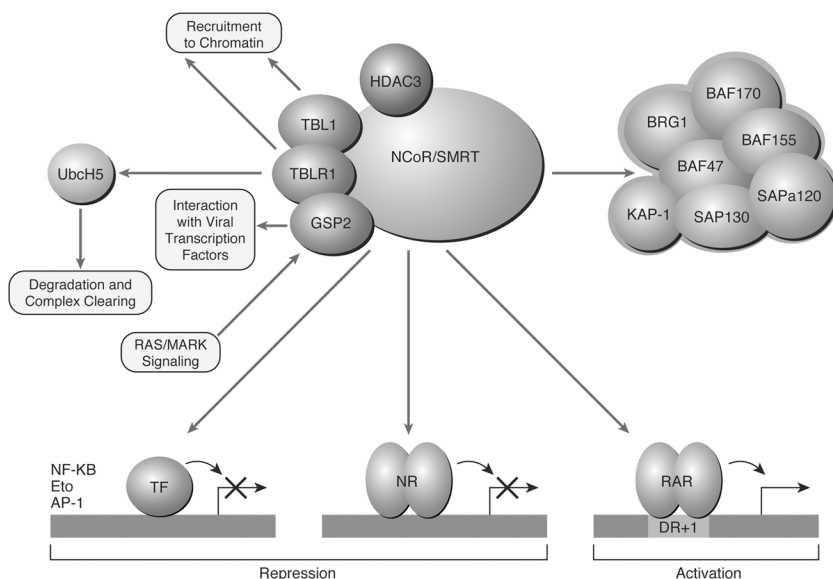 Recruitment
to Chromatin
HDAC3
TBL1
NCoR/SMRT
TBLR1
GSP2
UbcH5
Interaction
with Viral
Transcription
Factors
Degradation and
Complex Clearing
RAS/MARK
Signaling
BAF170
BRG1
BAF155
BAF47
SAPa120
KAP-1
SAP130
NF-KB
Eto
AP-1
TF
NR
RAR
DR+1
Repression
Activation